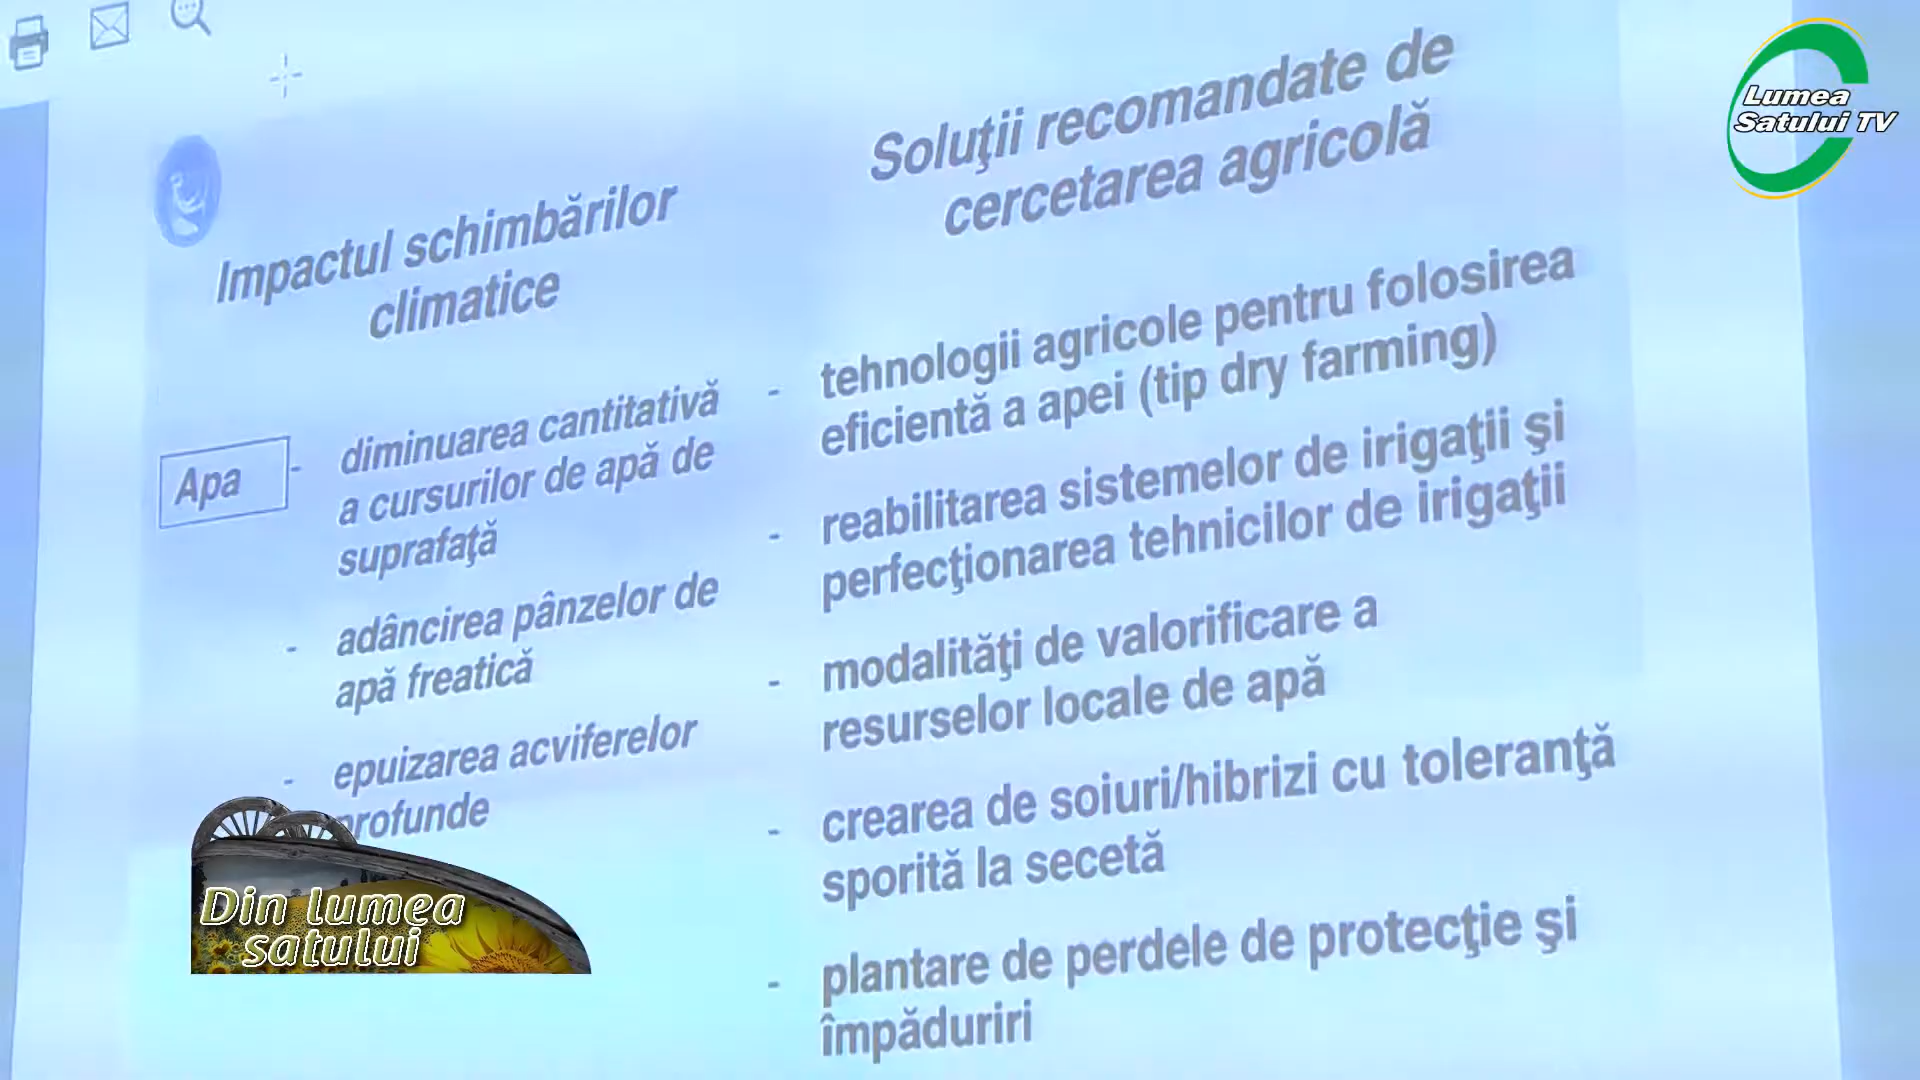 Lumea
Satului TV
Impactul schimbărilor
climatice
Soluţii recomandate de
cercetarea agricolă
Apa
- diminuarea cantitativă
a cursurilor de apă de
suprafaţă
- adâncirea pânzelor de
apă freatică
- epuizarea acviferelor
profunde
- tehnologii agricole pentru folosirea
eficientă a apei (tip dry farming)
- reabilitarea sistemelor de irigaţii şi
perfecţionarea tehnicilor de irigaţii
- modalităţi de valorificare a
resurselor locale de apă
- crearea de soiuri/hibrizi cu toleranţă
sporită la secetă
- plantare de perdele de protecţie şi
împăduriri
Din lumea
satului